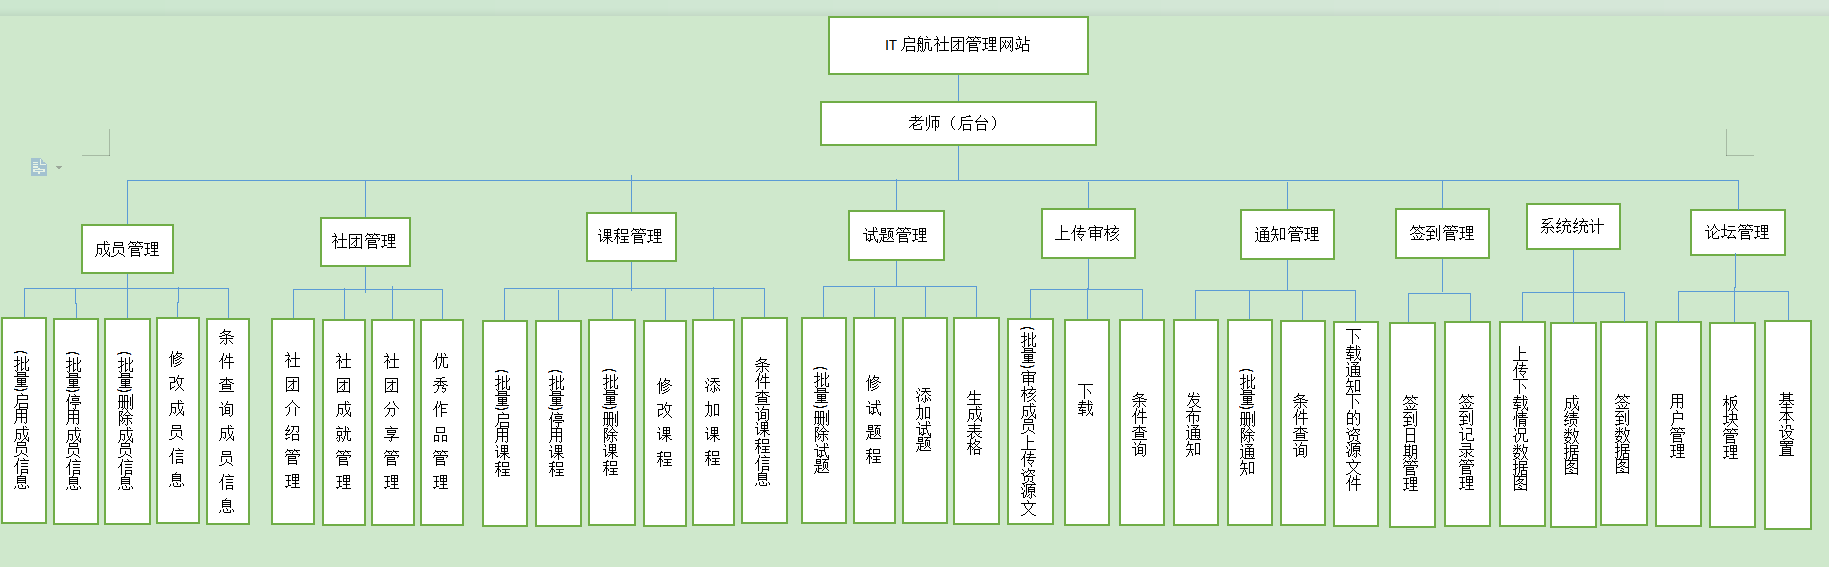 IT 启航社团管理网站
老师（后台）
成员管理
社团管理
课程管理
试题管理
上传审核
通知管理
签到管理
系统统计
论坛管理
(批量)启用成员信息
(批量)停用成员信息
(批量)删除成员信息
修改成员信息
条件查询成员信息
社团介绍管理
社团成就管理
社团分享管理
优秀作品管理
(批量)启用课程
(批量)停用课程
(批量)删除课程
修改课程
添加课程
条件查询课程信息
(批量)删除试题
修试题程
添加试题
生成表格
(批量)审核成员上传资源文
下载
条件查询
发布通知
(批量)删除通知
条件查询
下载通知下的资源文件
签到日期管理
签到记录管理
上传下载情况数据图
成绩数据图
签到数据图
用户管理
板块管理
基本设置